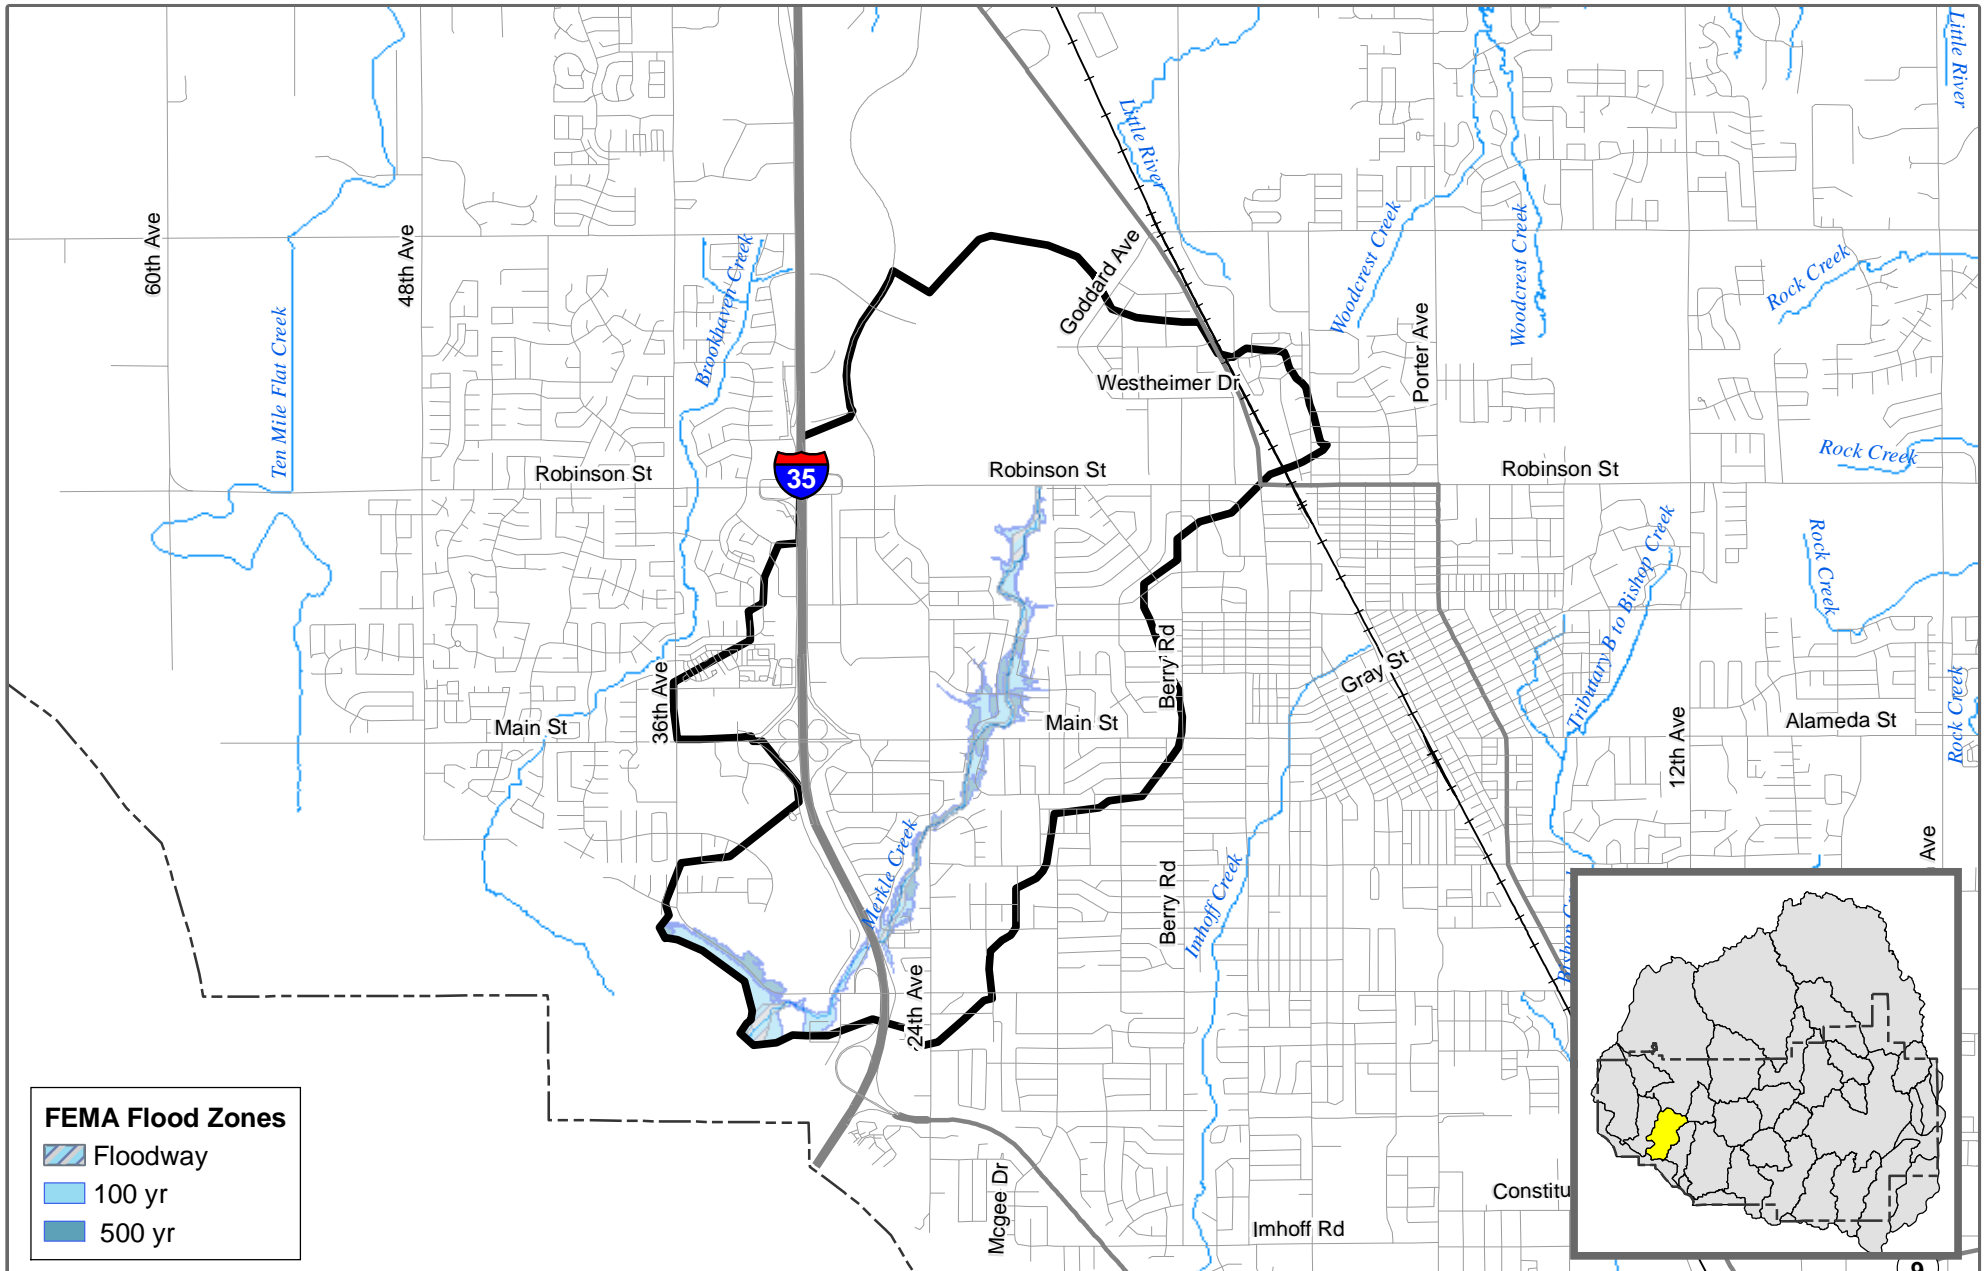 Little River
Little River
60th Ave
48th Ave
Goddard Ave
Woodcrest Creek
Woodcrest Creek
Brookhaven Creek
Rock Creek
Ten Mile Flat Creek
Porter Ave
Westheimer Dr
Rock Creek
Robinson St
35
Robinson St
Robinson St
Rock Creek
Tributary B to Bishop Creek
Berry Rd
Gray St
36th Ave
Main St
Main St
12th Ave
Alameda St
Rock Creek
Merkle Creek
Ave
Berry Rd
Imhoff Creek
Bishop C
24th Ave
FEMA Flood Zones
Floodway
100 yr
500 yr
Mcgee Dr
Constitu
Imhoff Rd
9